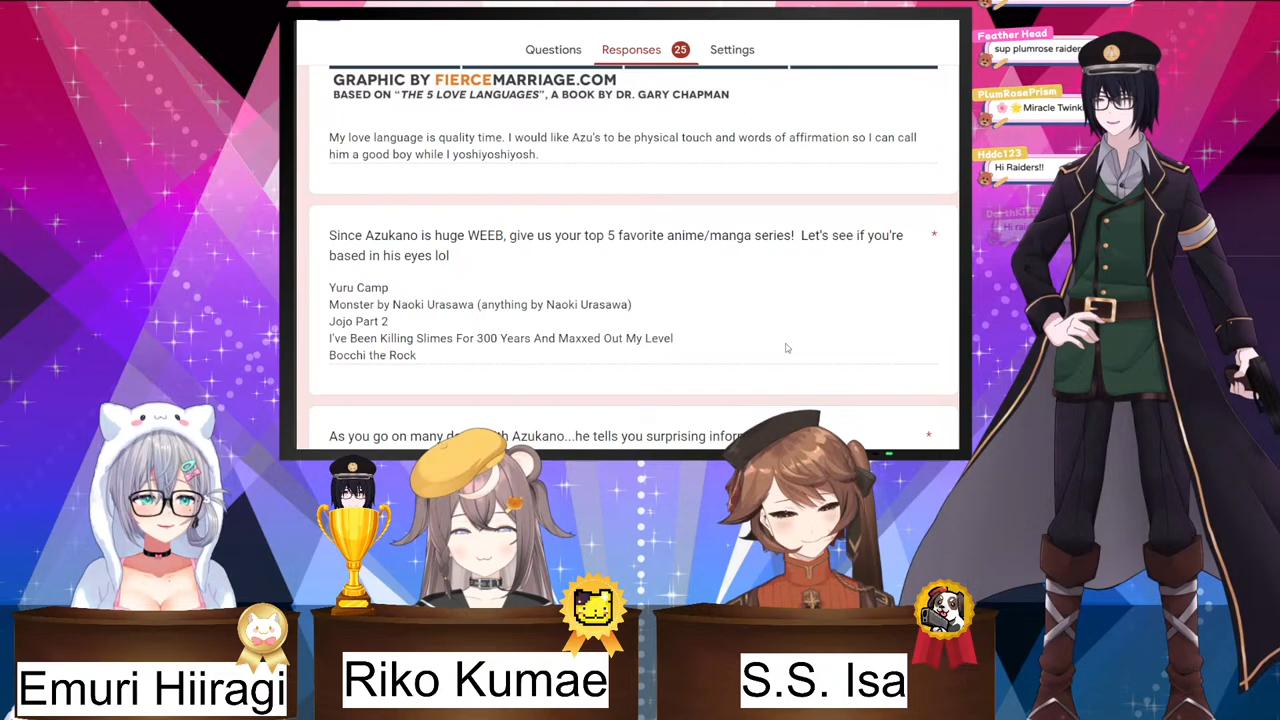 Questions Responses 25 Settings
GRAPHIC BY FIERCEMARRIAGE.COM
BASED ON “THE 5 LOVE LANGUAGES”, A BOOK BY DR. GARY CHAPMAN
My love language is quality time. I would like Azu's to be physical touch and words of affirmation so I can call
him a good boy while I yoshiyoshiyosh.
Since Azukano is huge WEEB, give us your top 5 favorite anime/manga series! Let's see if you're *
based in his eyes lol
Yuru Camp
Monster by Naoki Urasawa (anything by Naoki Urasawa)
Jojo Part 2
I've Been Killing Slimes For 300 Years And Maxxed Out My Level
Bocchi the Rock
As you go on many Azukano...he tells you surprising *
Feather Head
sup plumrose raiders
PlumRosePrism
Miracle
Hddc123
Hi Raiders!!
Hi
Emuri Hiiragi
Riko Kumae
S.S. Isa